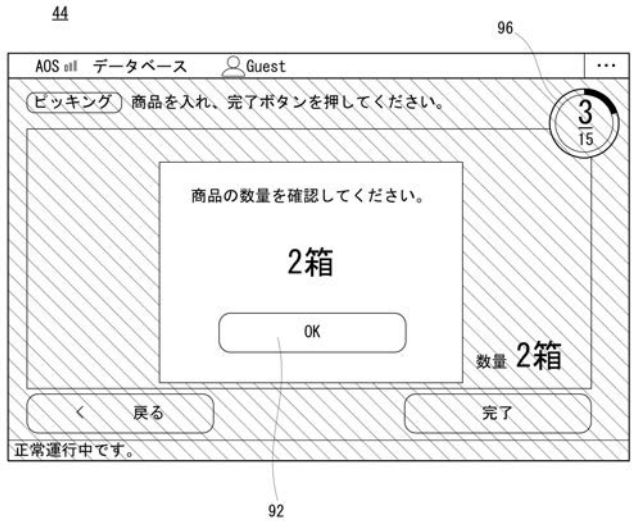 44
96
AOS データベース Guest ...
ピッキング 商品を入れ、完了ボタンを押してください。
3
15
商品の数量を確認してください。
2箱
OK
数量 2箱
< 戻る 完了
正常運行中です。
92